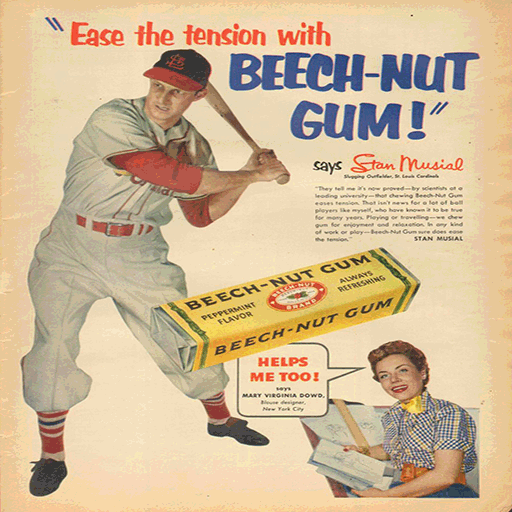 "Ease the tension with
BEECH-NUT
GUM!"
says Stan Musial
Slugging Outfielder, St. Louis Cardinals
"They tell me it's now proved—by scientists at a
leading university—that chewing Beech-Nut Gum
eases tension. That isn't news for a lot of ball
players like myself, who have known it to be true
for many years. Playing or travelling—we chew
gum for enjoyment and relaxation. In any kind
of work or play—Beech-Nut Gum sure does ease
the tension." STAN MUSIAL
BEECH-NUT GUM
PEPPERMINT
FLAVOR
BEECH-NUT
BRAND
ALWAYS
REFRESHING
BEECH-NUT GUM
HELPS
ME TOO!
says
MARY VIRGINIA DOWD,
Blouse designer,
New York City